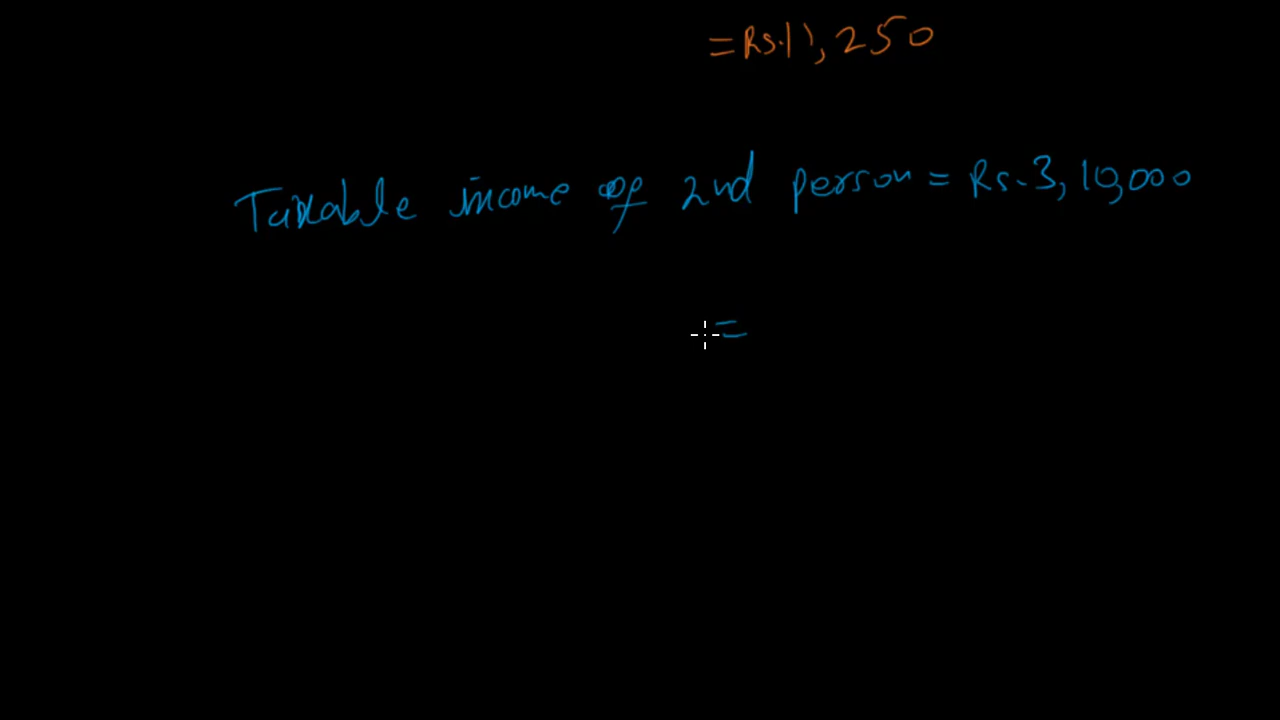 =Rs.11,250
Taxable income of 2nd person = Rs.3,10,000
=